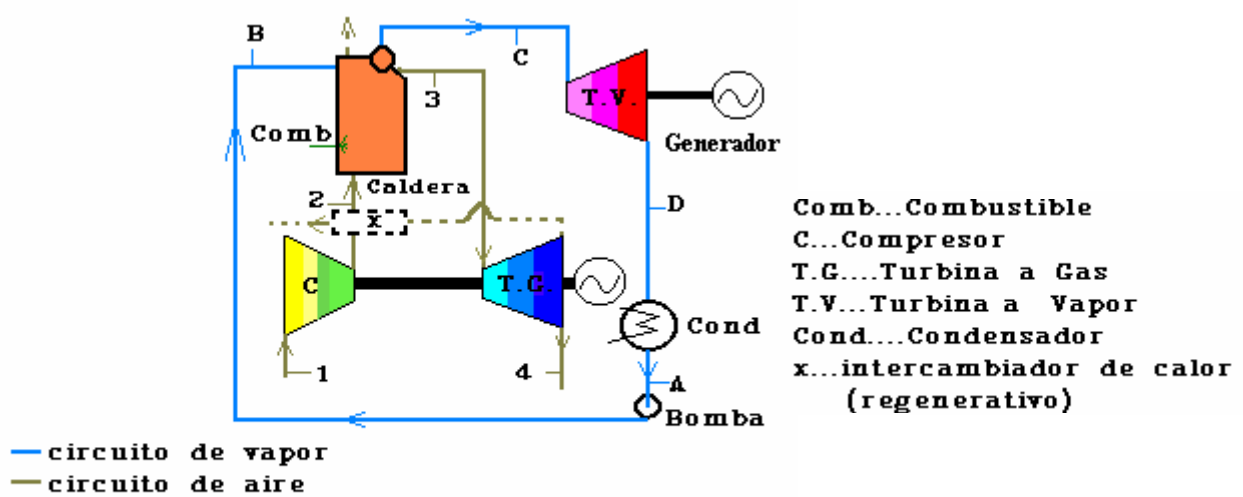 B
C
3
T.V.
Comb
Generador
Caldera
2
x
D
C
T.G.
Cond
1
4
A
Bomba
Comb...Combustible
C...Compresor
T.G....Turbina a Gas
T.V...Turbina a Vapor
Cond....Condensador
x...intercambiador de calor
(regenerativo)
circuito de vapor
circuito de aire